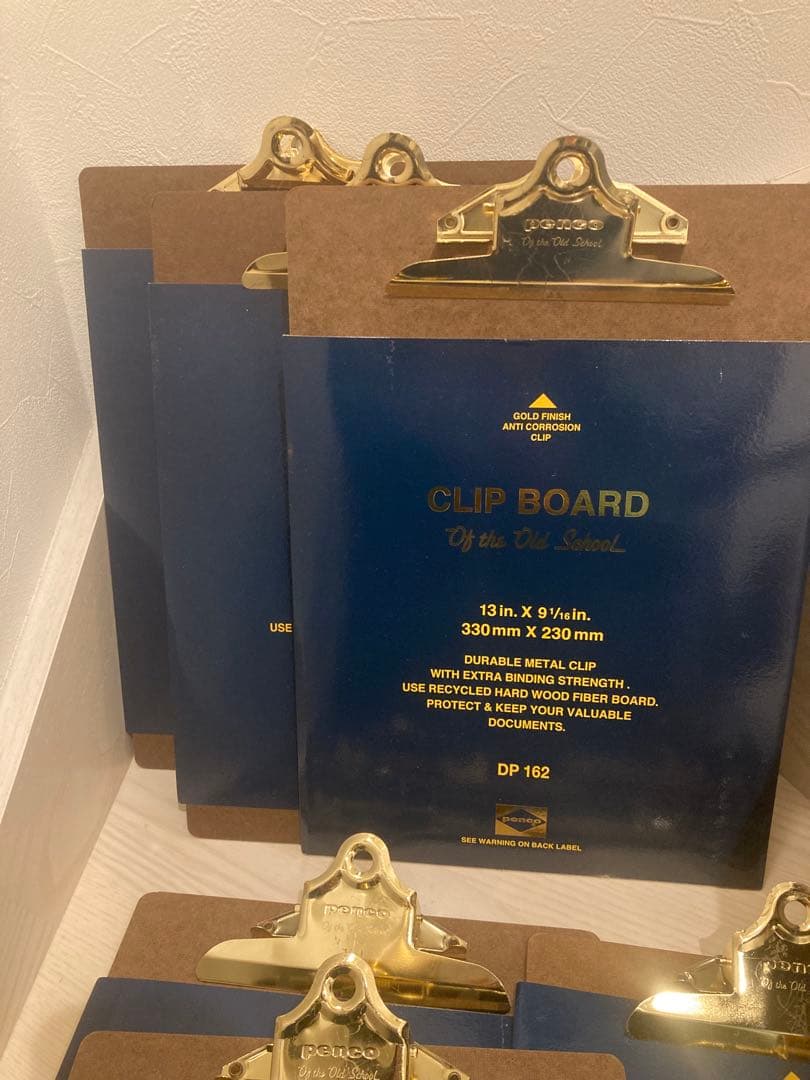 penco
Of the Old School
GOLD FINISH
ANTI CORROSION
CLIP
CLIP BOARD
Of the Old School
13 in. X 9 1/16 in.
330 mm X 230 mm
DURABLE METAL CLIP
WITH EXTRA BINDING STRENGTH.
USE RECYCLED HARD WOOD FIBER BOARD.
PROTECT & KEEP YOUR VALUABLE
DOCUMENTS.
DP 162
penco
SEE WARNING ON BACK LABEL
USE
penco
Of the Old School
penco
Of the Old School
pen
Of the Old